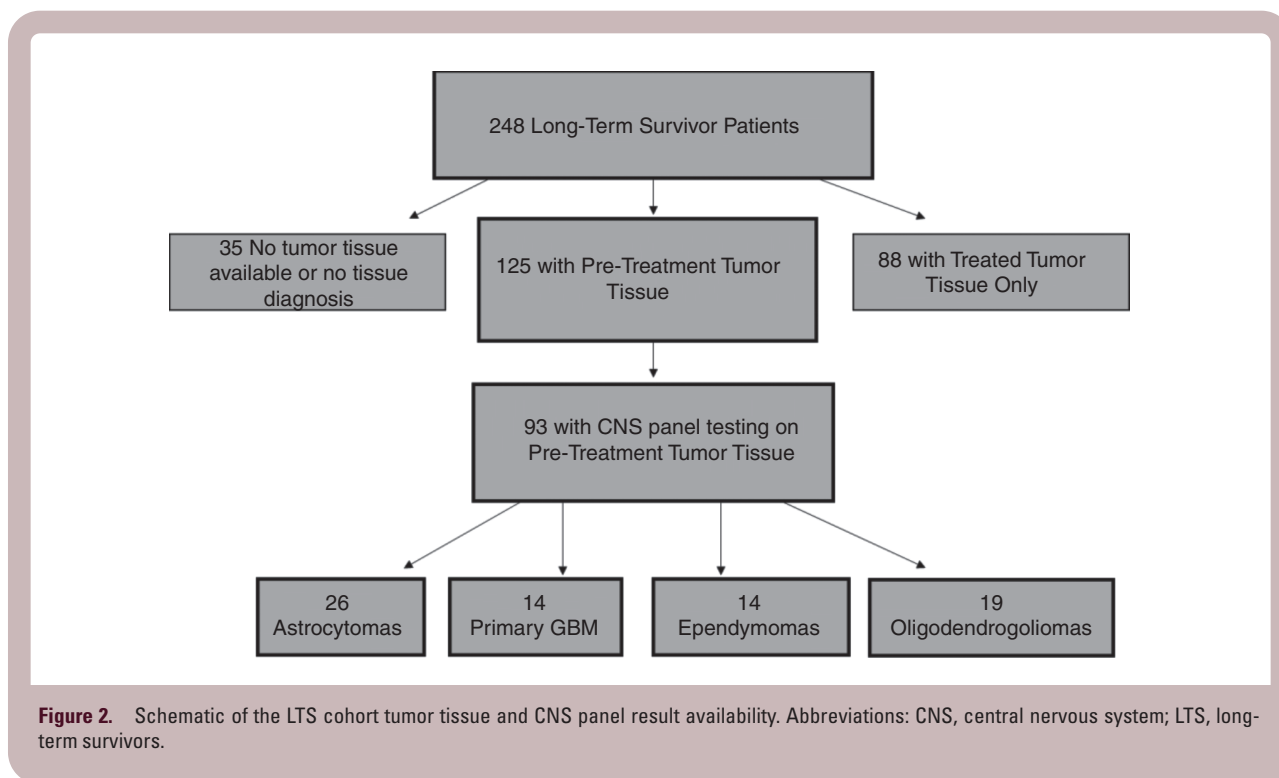 248 Long-Term Survivor Patients
35 No tumor tissue
available or no tissue
diagnosis
125 with Pre-Treatment Tumor
Tissue
88 with Treated Tumor
Tissue Only
93 with CNS panel testing on
Pre-Treatment Tumor Tissue
26
Astrocytomas
14
Primary GBM
14
Ependymomas
19
Oligodendrogoliomas
Figure 2. Schematic of the LTS cohort tumor tissue and CNS panel result availability. Abbreviations: CNS, central nervous system; LTS, long-
term survivors.